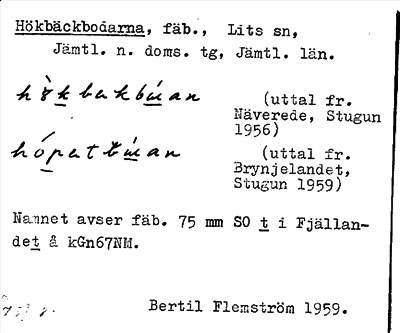 Hökbäckbodarna, fäb., Lits sn,
Jämtl. n. doms. tg, Jämtl. län.
(uttal fr.
Näverede, Stugun
1956)
(uttal fr.
Brynjelandet,
Stugun 1959)
Namnet avser fäb. 75 mm SO t i Fjällan-
det å kGn67NM.
Bertil Flemström 1959.